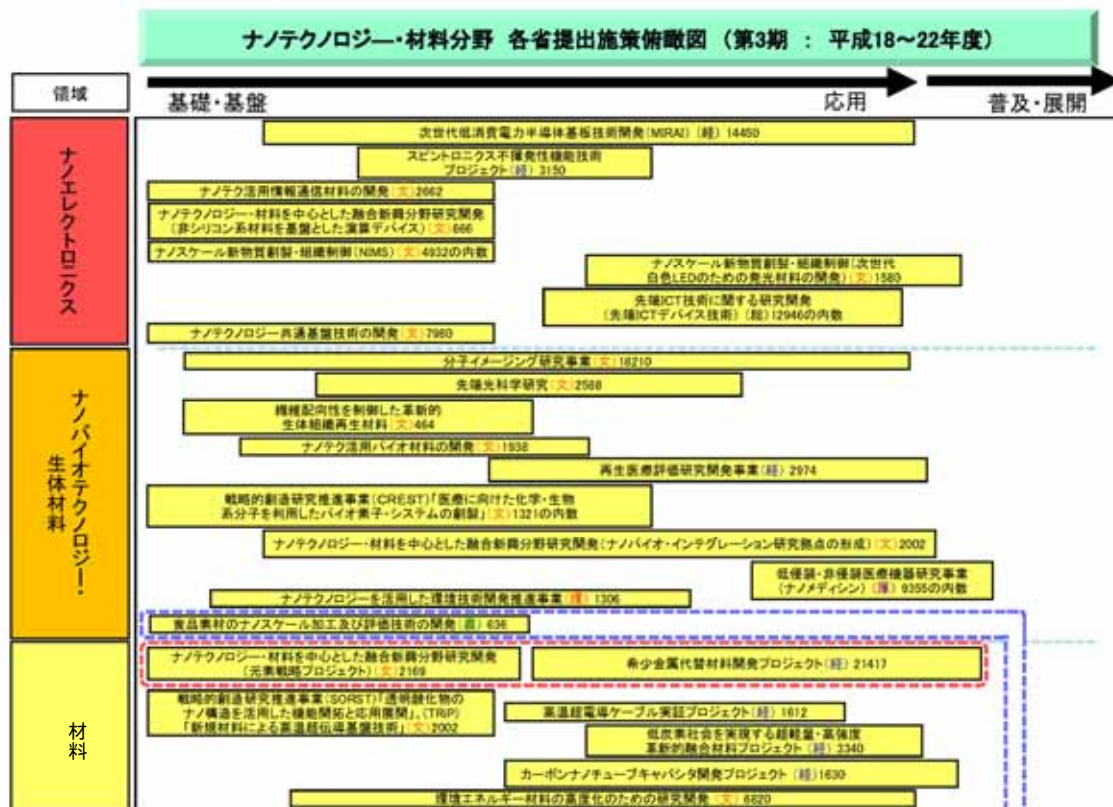 ナノテクノロジー・材料分野 各省提出施策俯瞰図 (第3期 : 平成18～22年度)
領域
基礎・基盤
応用
普及・展開
ナノエレクトロニクス
次世代低消費電力半導体基板技術開発(MIRAI) (経) 14450
スピントロニクス不揮発性機能技術
プロジェクト(経) 3150
ナノテク活用情報通信材料の開発(文)2662
ナノテクノロジー・材料を中心とした融合新興分野研究開発
(非シリコン系材料を基盤とした演算デバイス)(文)666
ナノスケール新物質創製・組織制御(NIMS)(文)4932の内数
ナノスケール新物質創製・組織制御(次世代
白色LEDのための発光材料の開発)(文)1580
先端ICT技術に関する研究開発
(先端ICTデバイス技術)(総)12946の内数
ナノテクノロジー共通基盤技術の開発(文)7980
ナノバイオテクノロジー・
生体材料
分子イメージング研究事業(文)18210
先端光科学研究(文)2568
繊維配向性を制御した革新的
生体組織再生材料(文)464
ナノテク活用バイオ材料の開発(文)1938
再生医療評価研究開発事業(経) 2974
戦略的創造研究推進事業(CREST)「医療に向けた化学・生物
系分子を利用したバイオ素子・システムの創製」(文)1321の内数
ナノテクノロジー・材料を中心とした融合新興分野研究開発(ナノバイオ・インテグレーション研究拠点の形成)(文)2002
低侵襲・非侵襲医療機器研究事業
(ナノメディシン)(厚) 9355の内数
ナノテクノロジーを活用した環境技術開発推進事業(環) 1306
食品素材のナノスケール加工及び評価技術の開発(農) 636
材料
ナノテクノロジー・材料を中心とした融合新興分野研究開発
(元素戦略プロジェクト)(文)2169
希少金属代替材料開発プロジェクト(経) 21417
戦略的創造研究推進事業(SORST)「透明酸化物の
ナノ構造を活用した機能開拓と応用展開」、(TRiP)
「新規材料による高温超伝導基盤技術」(文)2002
高温超電導ケーブル実証プロジェクト(経) 1612
低炭素社会を実現する超軽量・高強度
革新的融合材料プロジェクト(経) 3340
カーボンナノチューブキャパシタ開発プロジェクト (経)1630
環境エネルギー材料の高度化のための研究開発(文) 6820